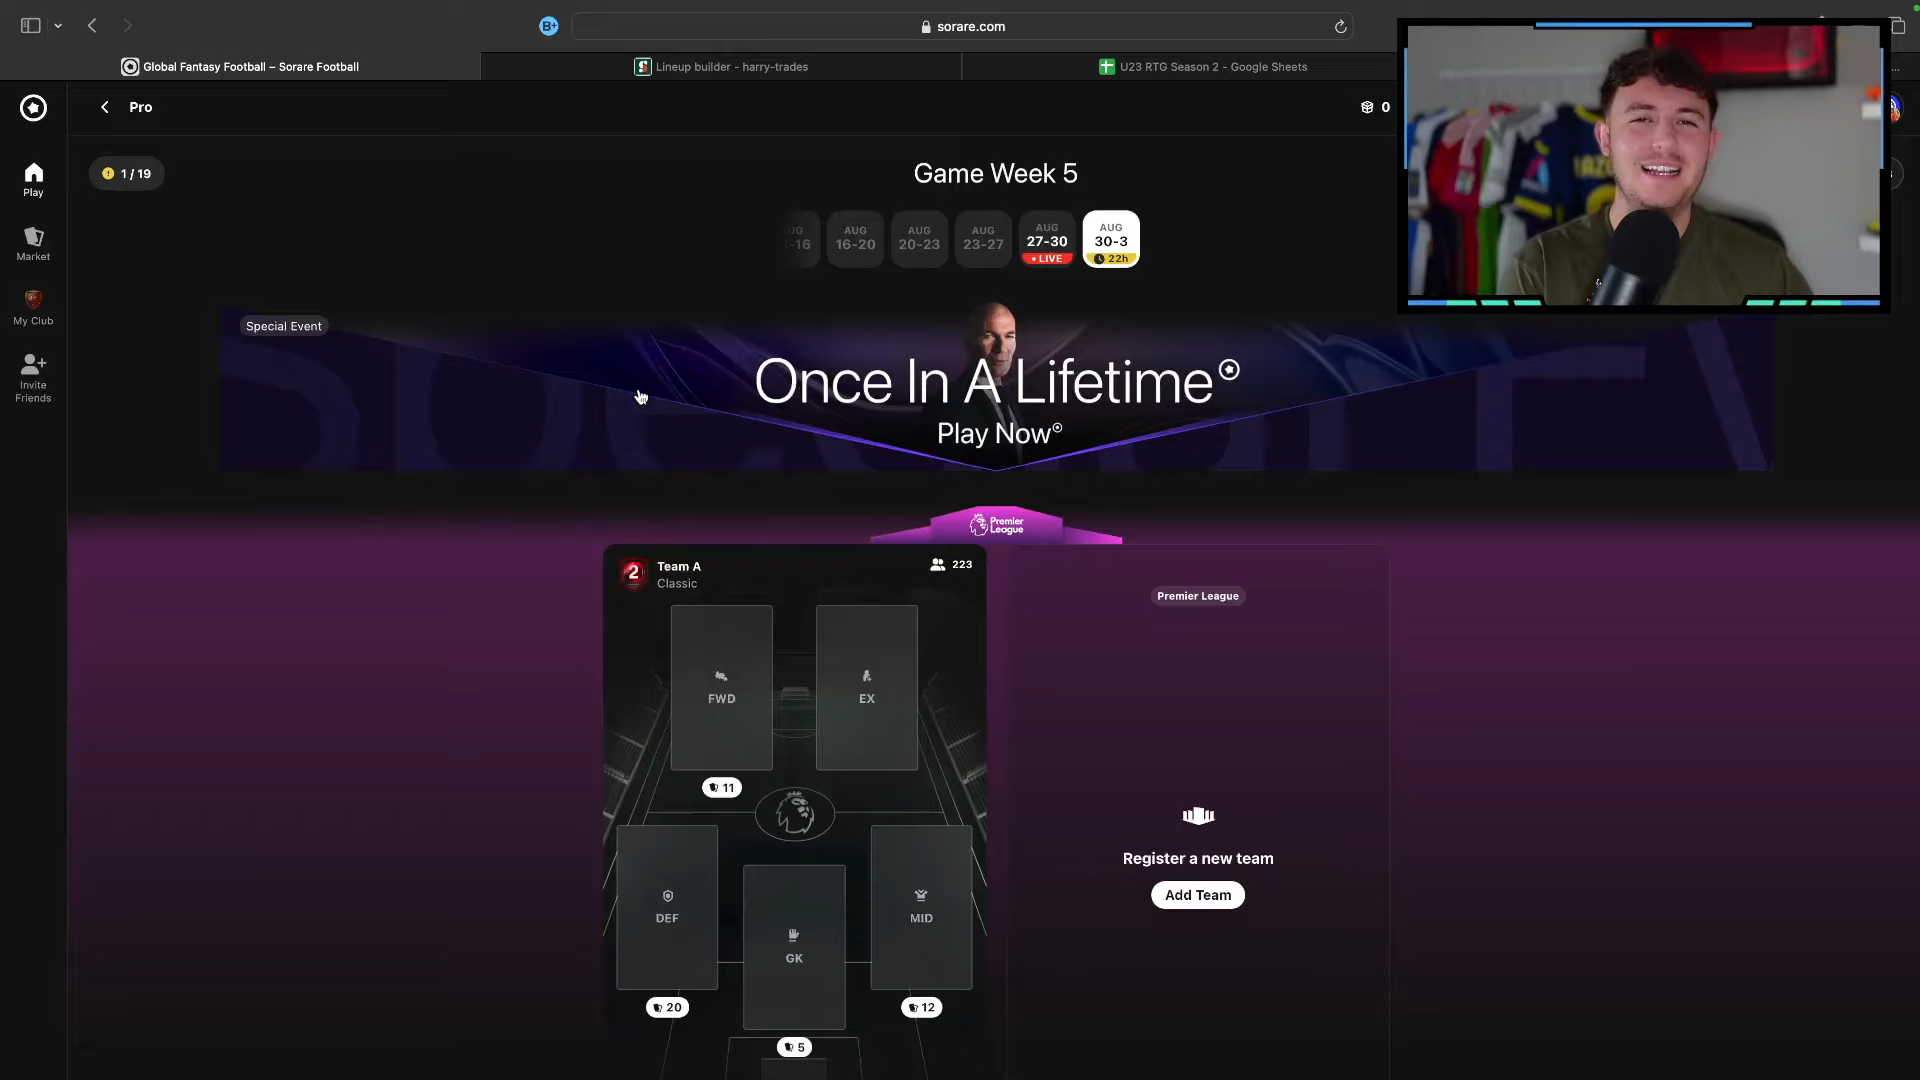 sorare.com
Global Fantasy Football – Sorare Football
Lineup builder - harry-trades
U23 RTG Season 2 - Google Sheets
Pro
0
1 / 19
Game Week 5
AUG
16-20
AUG
20-23
AUG
23-27
AUG
27-30
LIVE
AUG
30-3
22h
Special Event
Once In A Lifetime
Play Now
Premier
League
2
Team A
Classic
223
Premier League
FWD
EX
11
DEF
GK
MID
20
12
5
Register a new team
Add Team
Play
Market
My Club
Invite
Friends